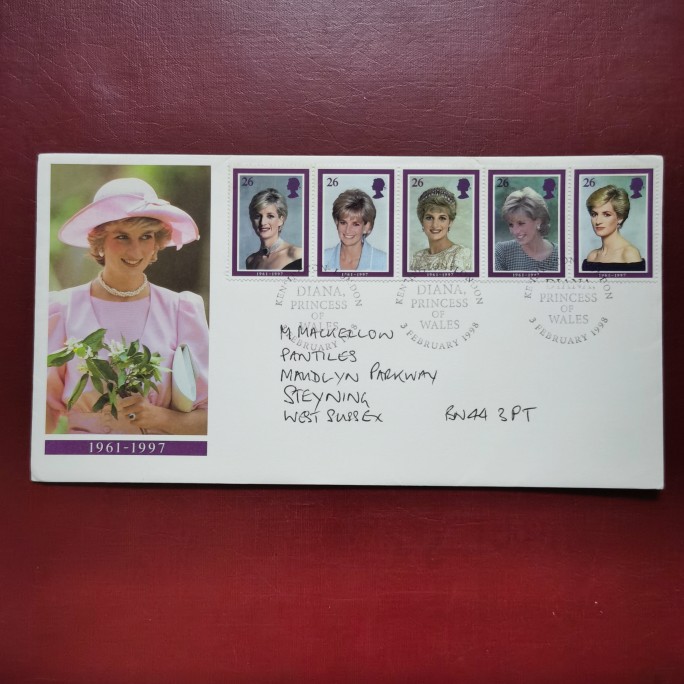 26 26 26 26 26
1961-1997 1961-1997 1961-1997 1961-1997 1961-1997
DIANA,
PRINCESS
OF
WALES
3 FEBRUARY 1998
DIANA,
PRINCESS
OF
WALES
3 FEBRUARY 1998
PRINCESS
OF
WALES
3 FEBRUARY 1998
M. MACKELLOW
PANTILES
MAUDLYN PARKWAY
STEYNING
WEST SUSSEX BN44 3PT
1961-1997